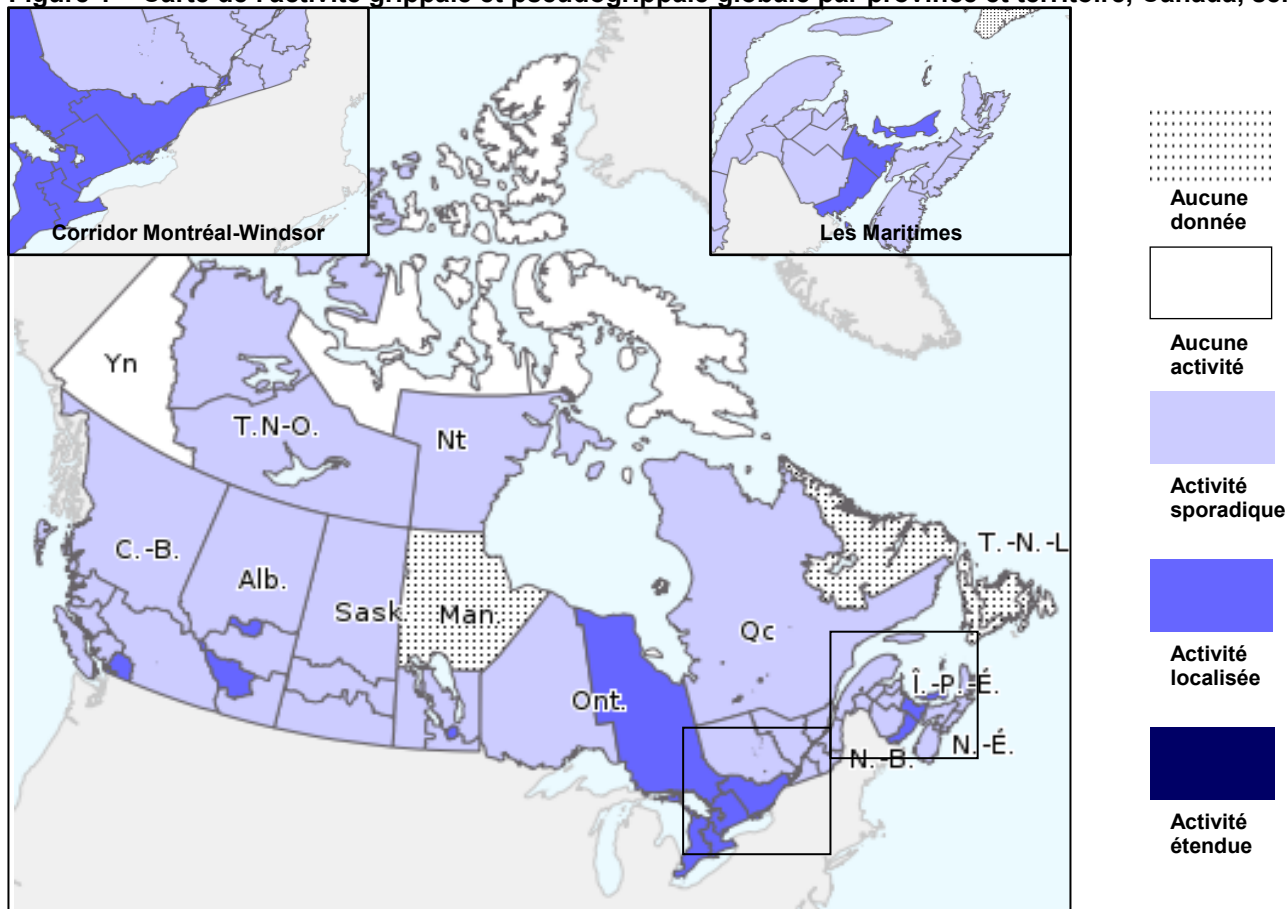 Corridor Montréal-Windsor
Les Maritimes
Aucune
donnée
Aucune
activité
Activité
sporadique
Activité
localisée
Activité
étendue
Yn
T.N-O.
Nt
C.-B.
Alb.
Sask
Man.
Ont.
Qc
T.-N.-L
Î.-P.-É.
N.-B.
N.-É.